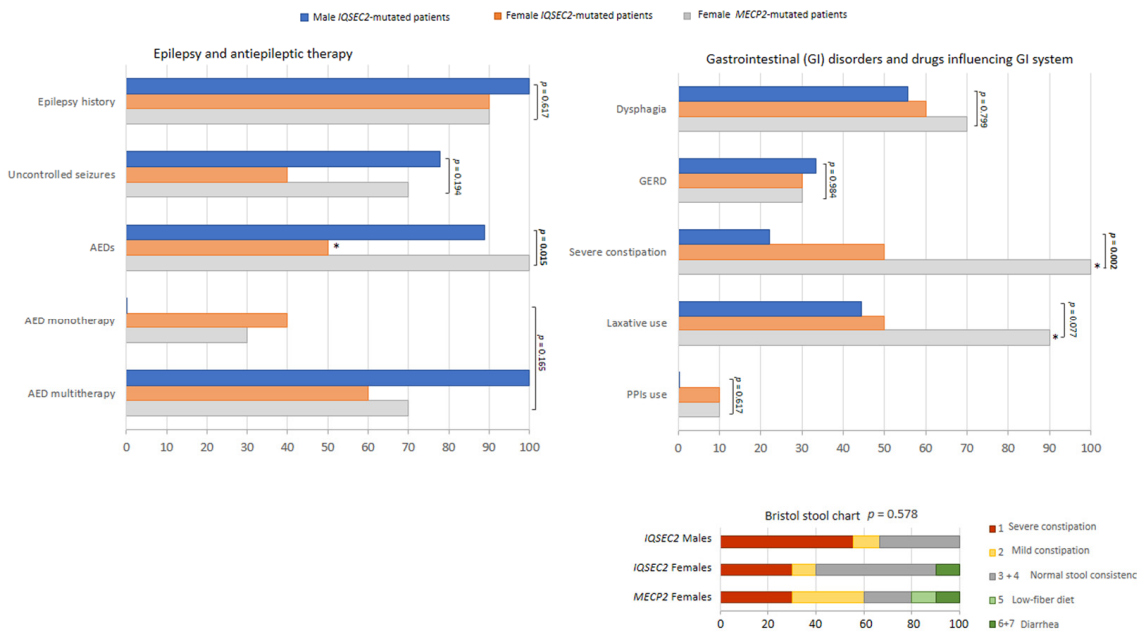 Male IQSEC2-mutated patients Female IQSEC2-mutated patients Female MECP2-mutated patients
Epilepsy and antiepileptic therapy
Epilepsy history
p = 0.617
Uncontrolled seizures
p = 0.194
AEDs
*
p = 0.015
AED monotherapy
p = 0.165
AED multitherapy
0 10 20 30 40 50 60 70 80 90 100
Gastrointestinal (GI) disorders and drugs influencing GI system
Dysphagia
p = 0.799
GERD
p = 0.984
Severe constipation
p = 0.002
*
Laxative use
p = 0.077
*
PPIs use
p = 0.617
0 10 20 30 40 50 60 70 80 90 100
Bristol stool chart p = 0.578
IQSEC2 Males
IQSEC2 Females
MECP2 Females
0 20 40 60 80 100
1 Severe constipation
2 Mild constipation
3 + 4 Normal stool consistenc
5 Low-fiber diet
6+7 Diarrhea